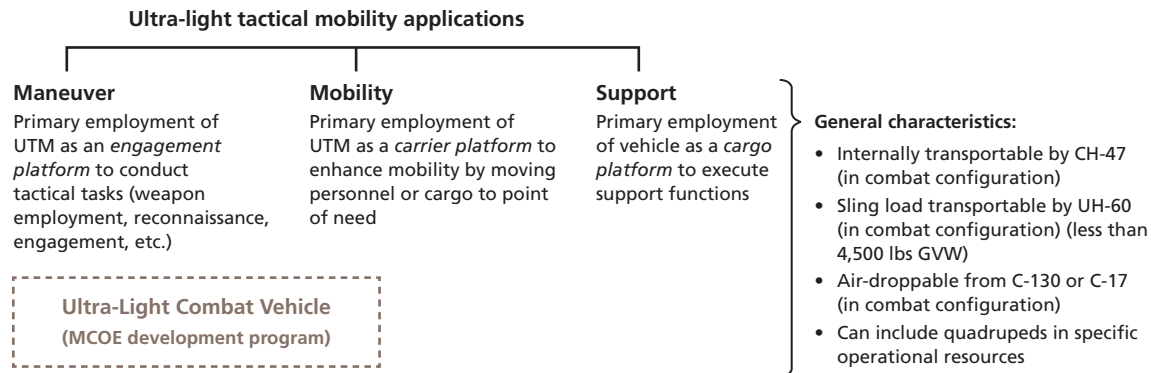 Ultra-light tactical mobility applications
Maneuver
Primary employment of
UTM as an engagement
platform to conduct
tactical tasks (weapon
employment, reconnaissance,
engagement, etc.)
Mobility
Primary employment of
UTM as a carrier platform to
enhance mobility by moving
personnel or cargo to point
of need
Support
Primary employment
of vehicle as a cargo
platform to execute
support functions
Ultra-Light Combat Vehicle
(MCOE development program)
General characteristics:
• Internally transportable by CH-47
(in combat configuration)
• Sling load transportable by UH-60
(in combat configuration) (less than
4,500 lbs GVW)
• Air-droppable from C-130 or C-17
(in combat configuration)
• Can include quadrupeds in specific
operational resources